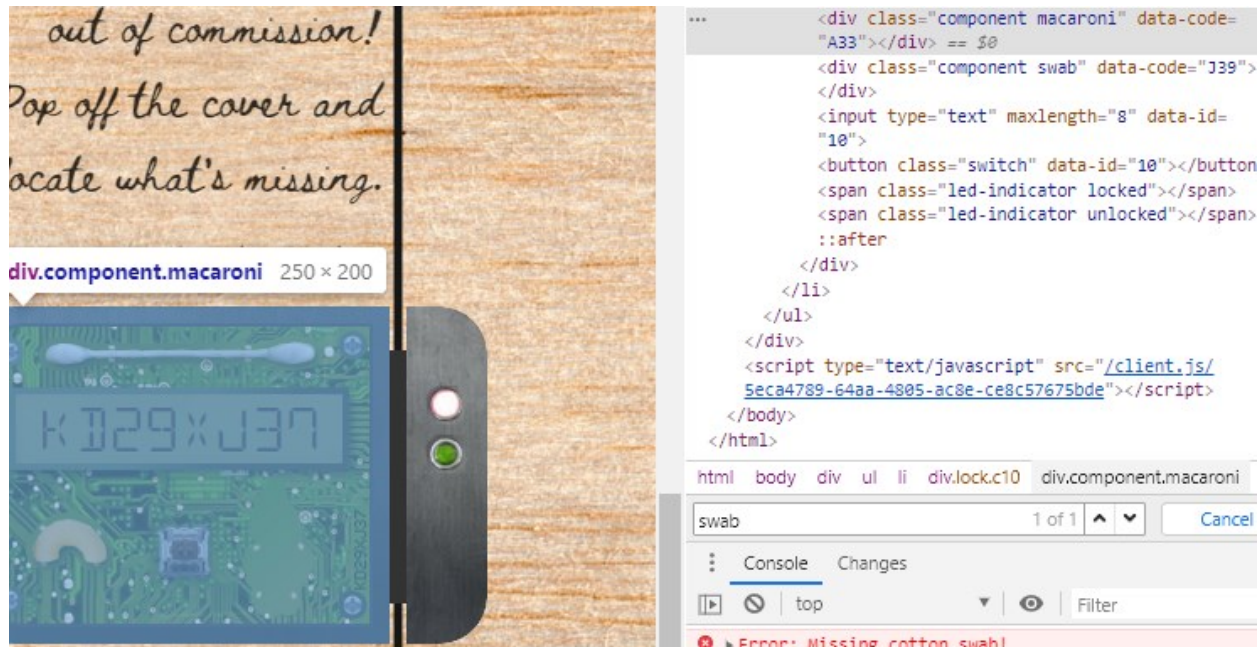 out of commission!
Pop off the cover and
locate what's missing.
div.component.macaroni 250 × 200
KD29XJ37
KD29XJA37
... <div class="component macaroni" data-code=
"A33"></div> == $0
<div class="component swab" data-code="J39">
</div>
<input type="text" maxlength="8" data-id=
"10">
<button class="switch" data-id="10"></button
<span class="led-indicator locked"></span>
<span class="led-indicator unlocked"></span>
::after
</div>
</li>
</ul>
</div>
<script type="text/javascript" src="/client.js/
5eca4789-64aa-4805-ac8e-ce8c57675bde"></script>
</body>
</html>
html body div ul li div.lock.c10 div.component.macaroni
swab 1 of 1 Cancel
Console Changes
top Filter
Error: Missing cotton swab!